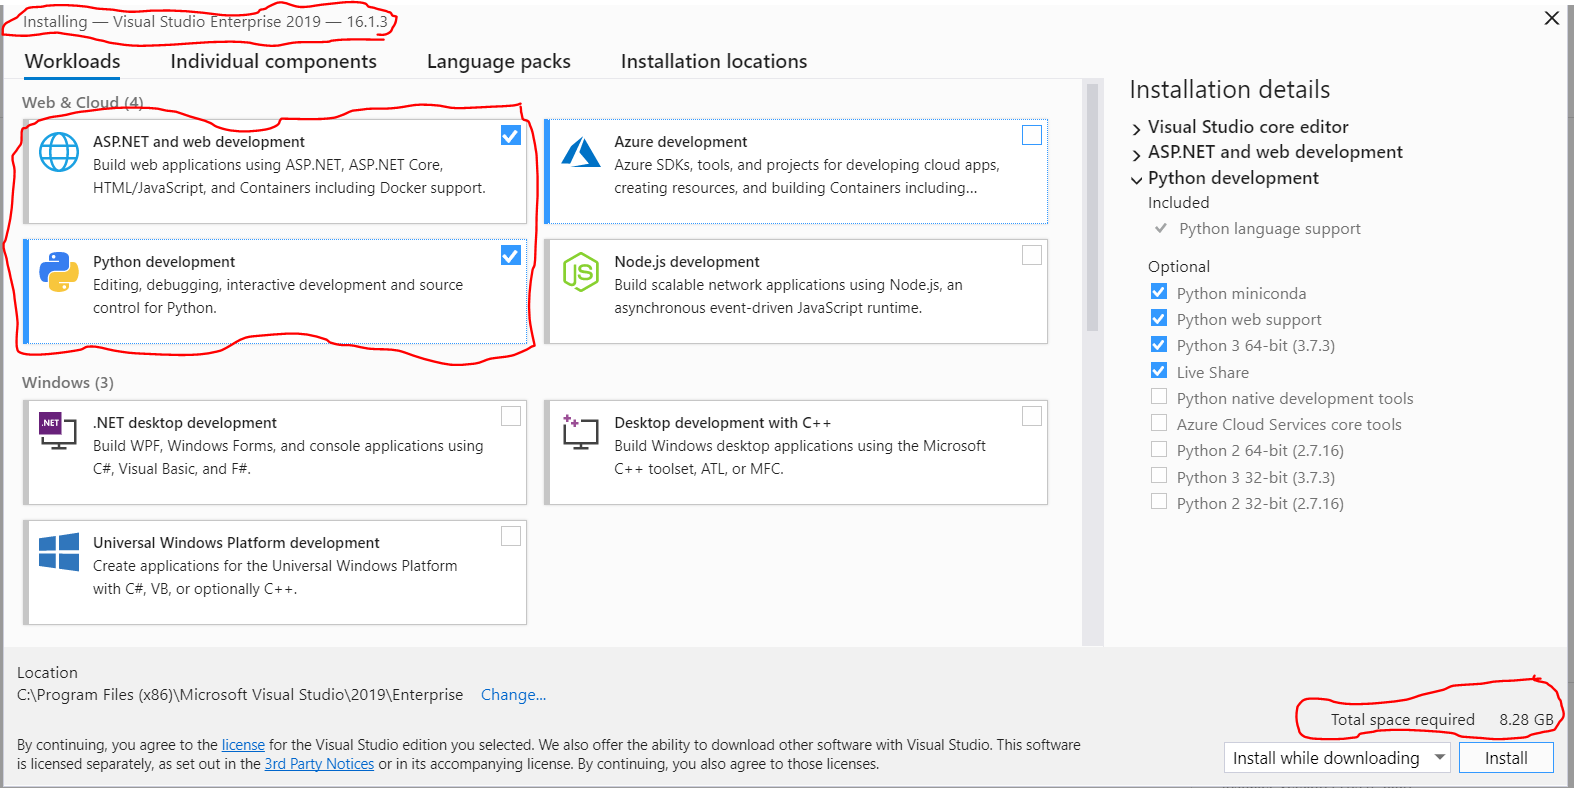 Installing — Visual Studio Enterprise 2019 — 16.1.3
Workloads
Individual components
Language packs
Installation locations
Web & Cloud (4)
ASP.NET and web development
Build web applications using ASP.NET, ASP.NET Core,
HTML/JavaScript, and Containers including Docker support.
Azure development
Azure SDKs, tools, and projects for developing cloud apps,
creating resources, and building Containers including...
Python development
Editing, debugging, interactive development and source
control for Python.
Node.js development
Build scalable network applications using Node.js, an
asynchronous event-driven JavaScript runtime.
Windows (3)
.NET
.NET desktop development
Build WPF, Windows Forms, and console applications using
C#, Visual Basic, and F#.
Desktop development with C++
Build Windows desktop applications using the Microsoft
C++ toolset, ATL, or MFC.
Universal Windows Platform development
Create applications for the Universal Windows Platform
with C#, VB, or optionally C++.
Installation details
Visual Studio core editor
ASP.NET and web development
Python development
Included
Python language support
Optional
Python miniconda
Python web support
Python 3 64-bit (3.7.3)
Live Share
Python native development tools
Azure Cloud Services core tools
Python 2 64-bit (2.7.16)
Python 3 32-bit (3.7.3)
Python 2 32-bit (2.7.16)
Location
C:\Program Files (x86)\Microsoft Visual Studio\2019\Enterprise Change...
Total space required 8.28 GB
By continuing, you agree to the license for the Visual Studio edition you selected. We also offer the ability to download other software with Visual Studio. This software
is licensed separately, as set out in the 3rd Party Notices or in its accompanying license. By continuing, you also agree to those licenses.
Install while downloading
Install